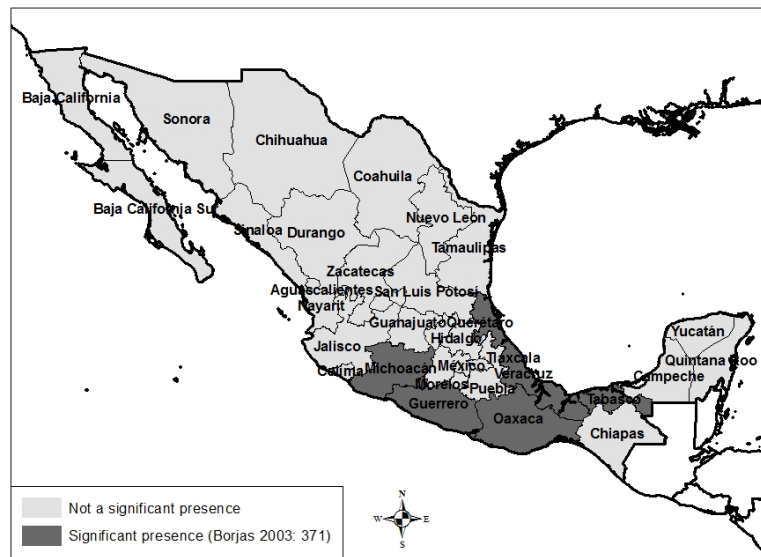 Baja California
Sonora
Chihuahua
Coahuila
Baja California Su
Nuevo León
Sinaloa
Durango
Tamaulipas
Zacatecas
Aguascalientes
San Luis Potosí
Nayarit
Guanajuato
Querétaro
Hidalgo
Yucatán
Jalisco
Tlaxcala
Quintana Roo
Colima
Michoacán
México
Veracruz
Campeche
Morelos
Puebla
Tabasco
Guerrero
Oaxaca
Chiapas
N
W E
S
Not a significant presence
Significant presence (Borjas 2003: 371)